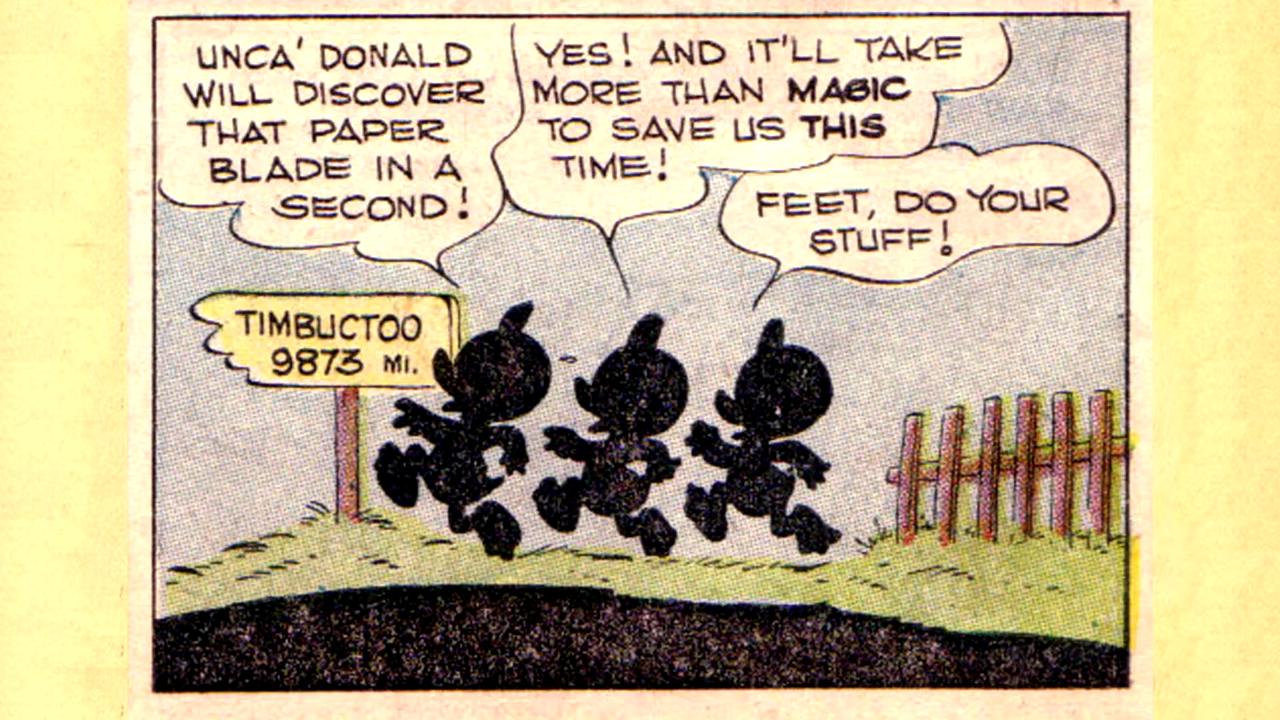 UNCA' DONALD
WILL DISCOVER
THAT PAPER
BLADE IN A
SECOND!
YES! AND IT'LL TAKE
MORE THAN MAGIC
TO SAVE US THIS
TIME!
FEET, DO YOUR
STUFF!
TIMBUCTOO
9873 MI.